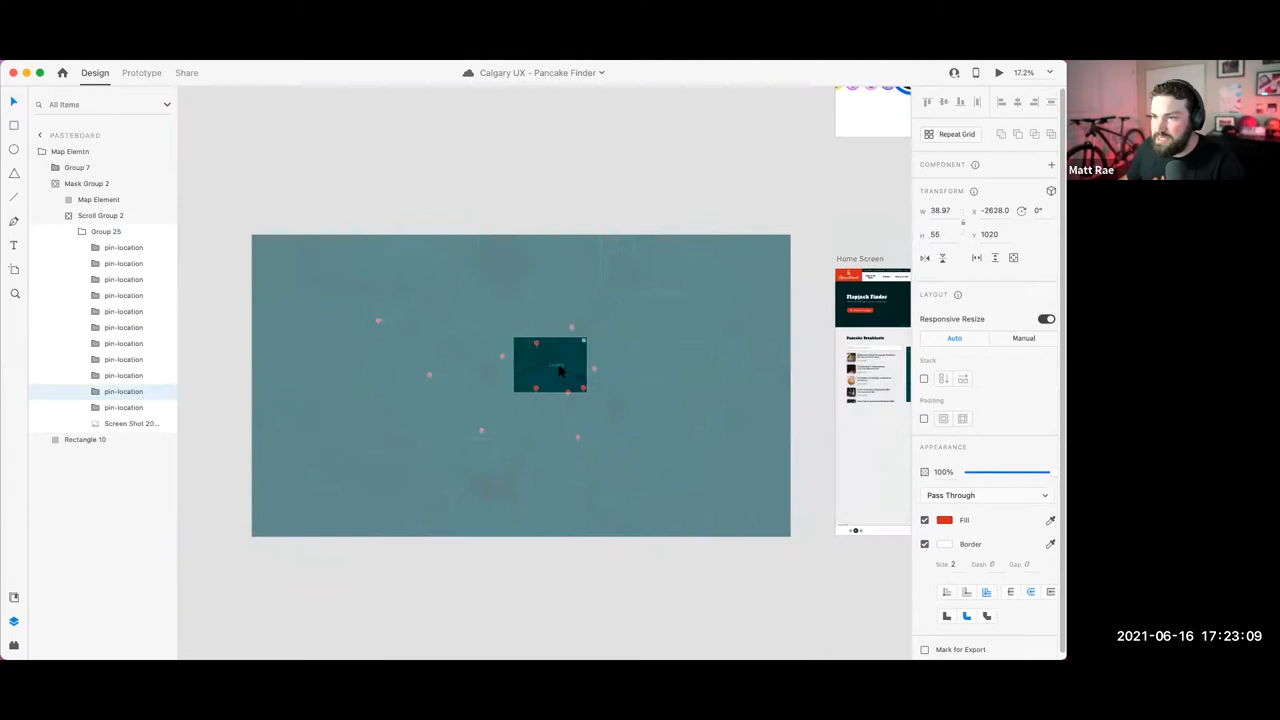 Design
Prototype
Share
Calgary UX - Pancake Finder
17.2%
All Items
PASTEBOARD
Map Elemtn
Group 7
Mask Group 2
Map Element
Scroll Group 2
Group 25
pin-location
pin-location
pin-location
pin-location
pin-location
pin-location
pin-location
pin-location
pin-location
pin-location
pin-location
Screen Shot 20...
Rectangle 10
Calgary
Home Screen
Flapjack Finder
Pancake Breakfasts
Repeat Grid
COMPONENT
TRANSFORM
W 38.97 X -2628.0 0°
H 55 Y 1020
LAYOUT
Responsive Resize
Auto Manual
Stack
Padding
APPEARANCE
100%
Pass Through
Fill
Border
Size 2 Dash 0 Gap 0
Mark for Export
Matt Rae
2021-06-16 17:23:09